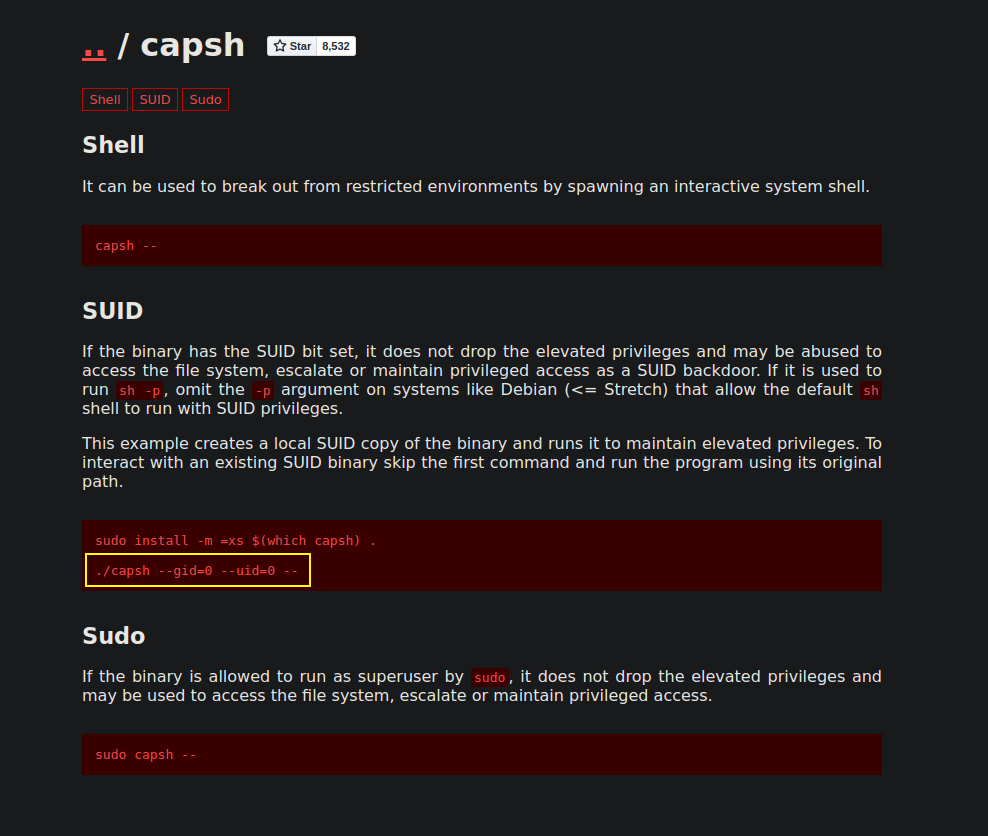 .. / capsh Star 8,532
Shell SUID Sudo
Shell
It can be used to break out from restricted environments by spawning an interactive system shell.
capsh --
SUID
If the binary has the SUID bit set, it does not drop the elevated privileges and may be abused to
access the file system, escalate or maintain privileged access as a SUID backdoor. If it is used to
run sh -p, omit the -p argument on systems like Debian (<= Stretch) that allow the default sh
shell to run with SUID privileges.
This example creates a local SUID copy of the binary and runs it to maintain elevated privileges. To
interact with an existing SUID binary skip the first command and run the program using its original
path.
sudo install -m =xs $(which capsh) .
./capsh --gid=0 --uid=0 --
Sudo
If the binary is allowed to run as superuser by sudo, it does not drop the elevated privileges and
may be used to access the file system, escalate or maintain privileged access.
sudo capsh --